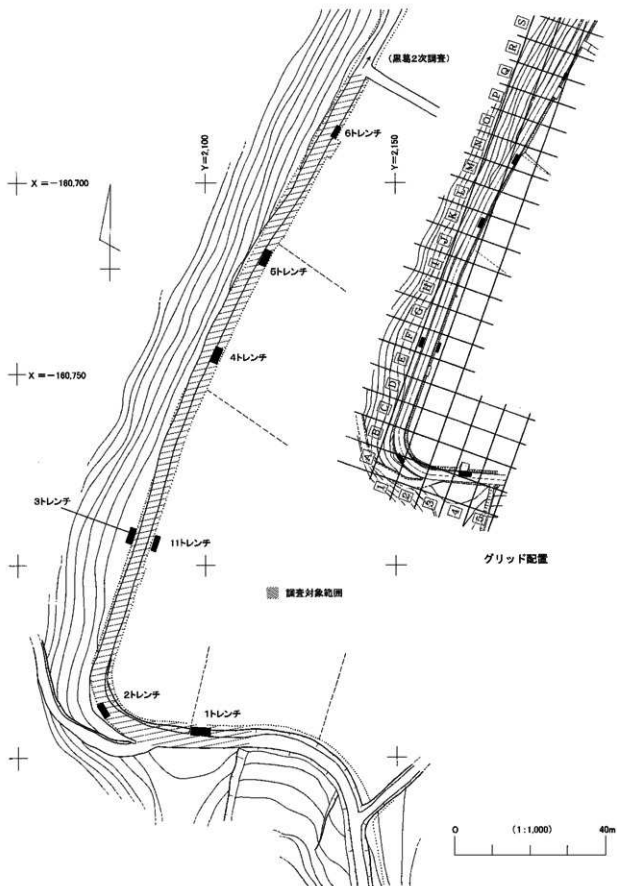 (黒葛2次調査)
6トレンチ
Y=2,100
Y=2,150
X=-160,700
5トレンチ
4トレンチ
X=-160,750
3トレンチ
11トレンチ
調査対象範囲
2トレンチ
1トレンチ
S
R
Q
P
O
N
M
L
K
J
I
H
G
F
E
D
C
B
A
1
2
3
4
5
グリッド配置
0 (1:1,000) 40m